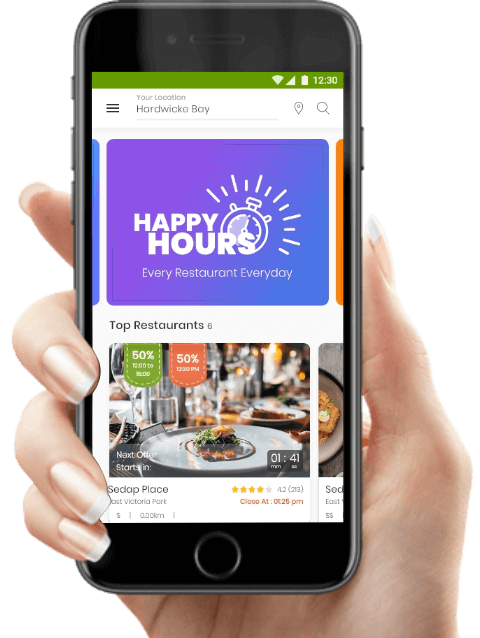 12:30
Your Location
Hardwicke Bay
HAPPY
HOURS
Every Restaurant Everyday
Top Restaurants 6
50%
12:00 to
15:00
50%
12:30 PM
Next Offer
Starts in:
01 : 41
mm ss
Sedap Place
4.2 (213)
East Victoria Park
Close At : 01:25 pm
$ | 0.30km |
Sed
East V
$$